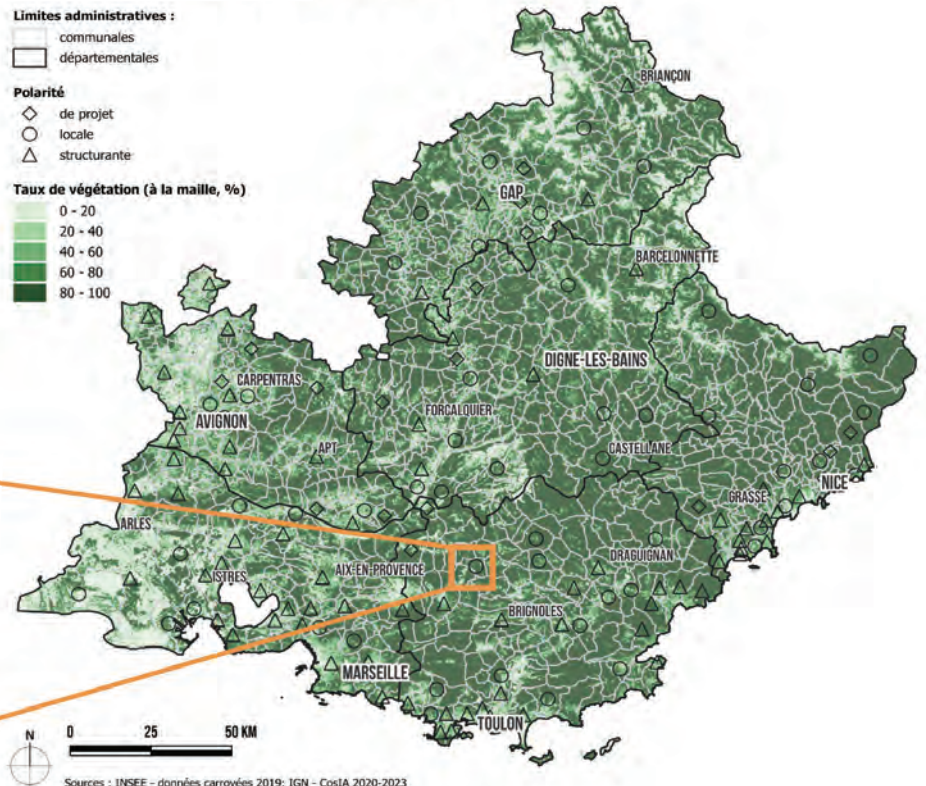 Limites administratives :
communales
départementales
Polarité
de projet
locale
structurante
Taux de végétation (à la maille, %)
0 - 20
20 - 40
40 - 60
60 - 80
80 - 100
BRIANÇON
GAP
BARCELONNETTE
DIGNE-LES-BAINS
CARPENTRAS
FORCALQUIER
AVIGNON
APT
CASTELLANE
NICE
GRASSE
ARLES
DRAGUIGNAN
ISTRES
AIX-EN-PROVENCE
BRIGNOLES
MARSEILLE
TOULON
N
0 25 50 KM
Sources : INSEE - données carroyées 2019; IGN - CosIA 2020-2023